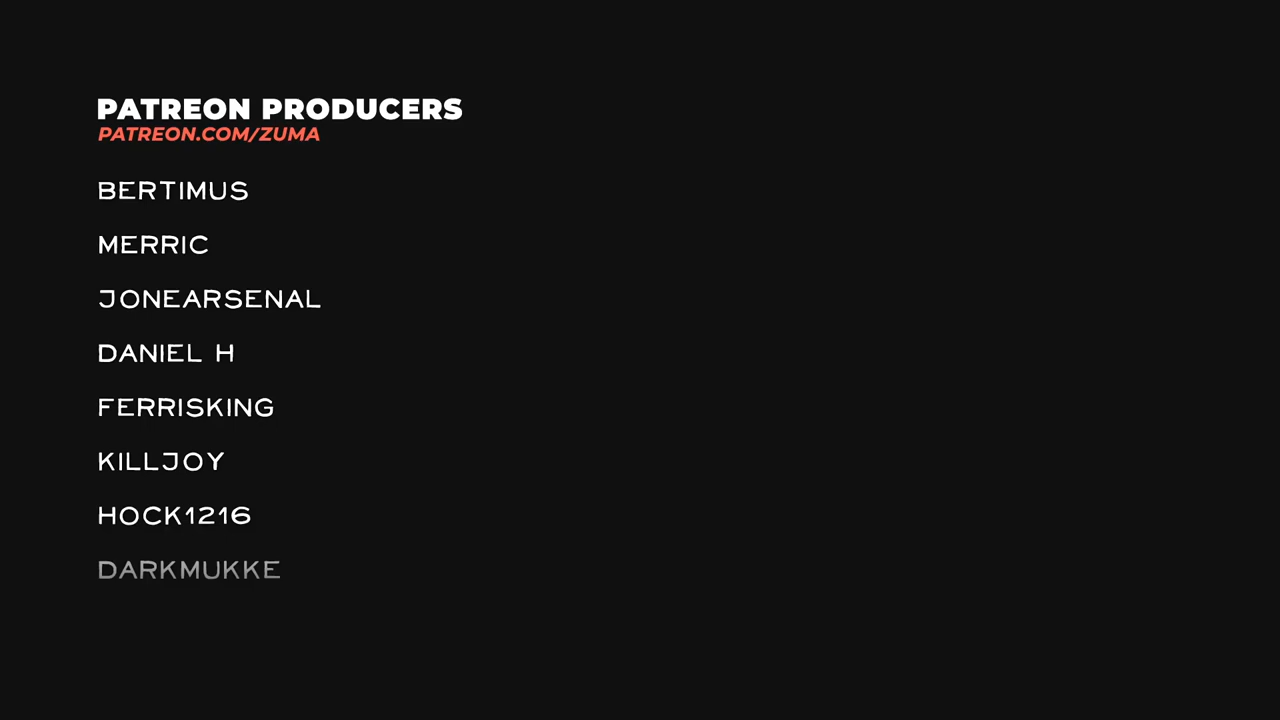 PATREON PRODUCERS
PATREON.COM/ZUMA
BERTIMUS
MERRIC
JONEARSENAL
DANIEL H
FERRISKING
KILLJOY
HOCK1216
DARKMUKKE